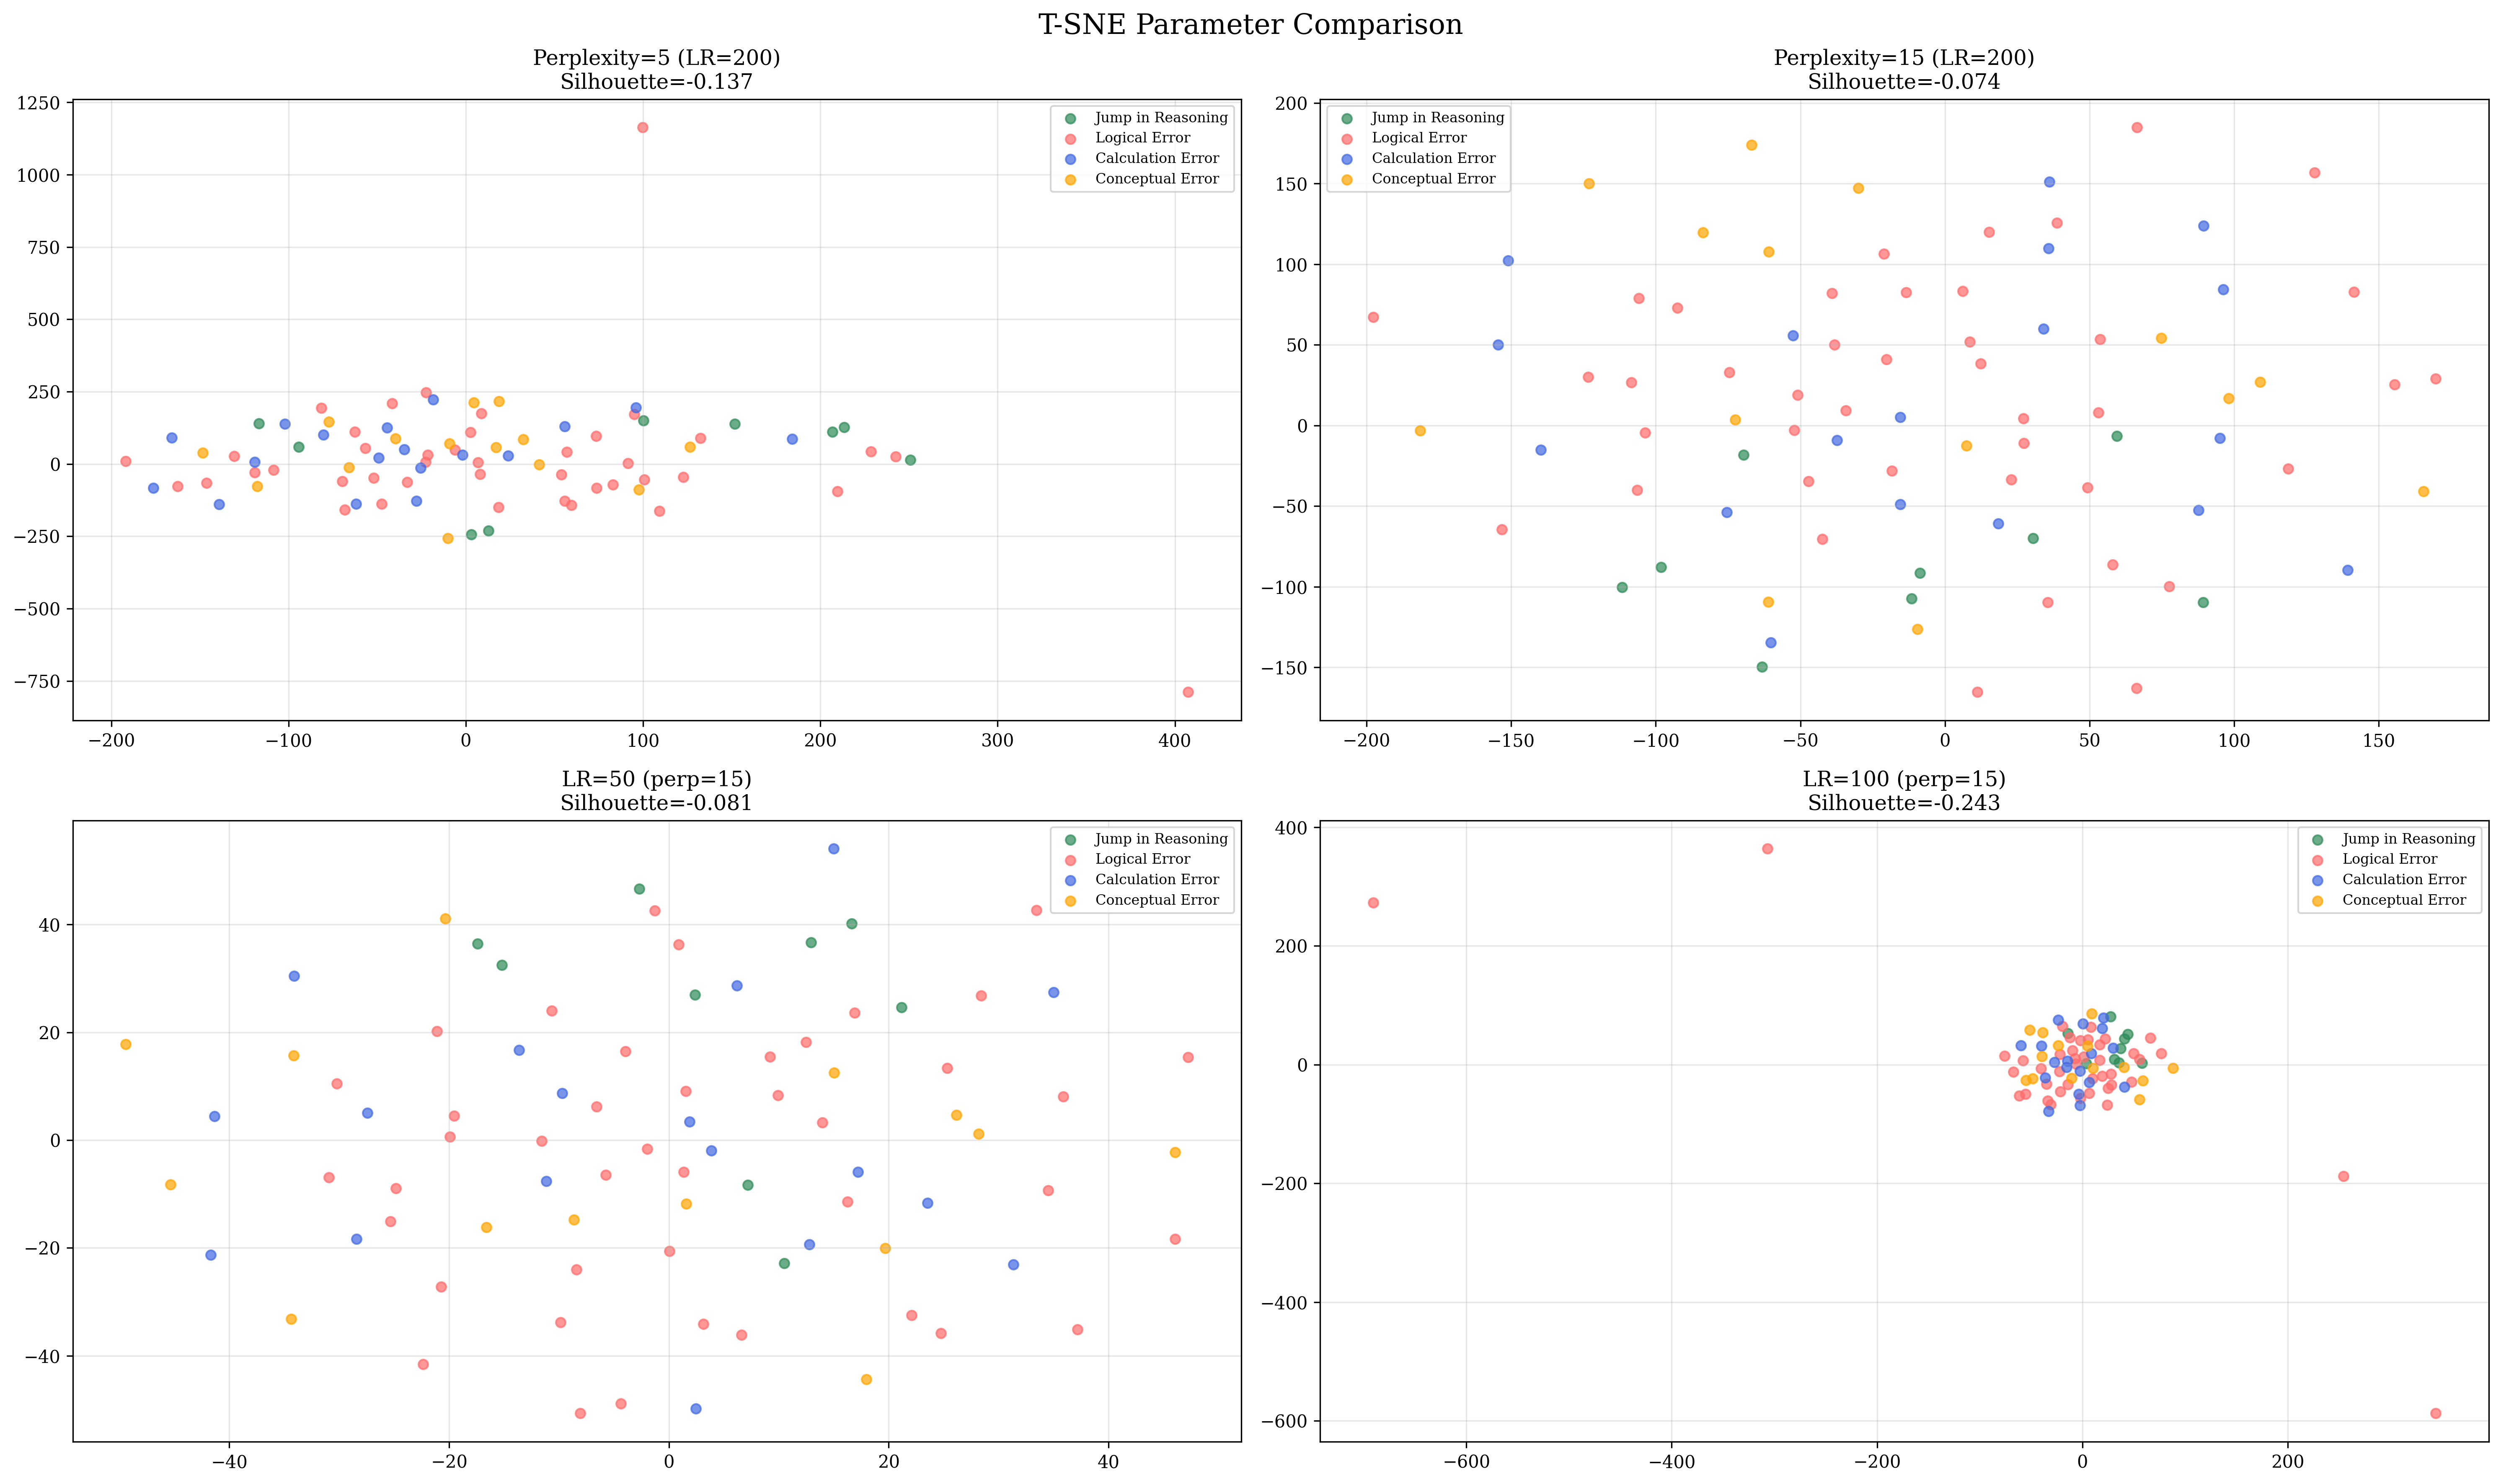 T-SNE Parameter Comparison
Perplexity=5 (LR=200)
Silhouette=-0.137
1250
1000
750
500
250
0
−250
−500
−750
−200
−100
0
100
200
300
400
Jump in Reasoning
Logical Error
Calculation Error
Conceptual Error
Perplexity=15 (LR=200)
Silhouette=-0.074
200
150
100
50
0
−50
−100
−150
−200
−150
−100
−50
0
50
100
150
Jump in Reasoning
Logical Error
Calculation Error
Conceptual Error
LR=50 (perp=15)
Silhouette=-0.081
40
20
0
−20
−40
−40
−20
0
20
40
Jump in Reasoning
Logical Error
Calculation Error
Conceptual Error
LR=100 (perp=15)
Silhouette=-0.243
400
200
0
−200
−400
−600
−600
−400
−200
0
200
Jump in Reasoning
Logical Error
Calculation Error
Conceptual Error